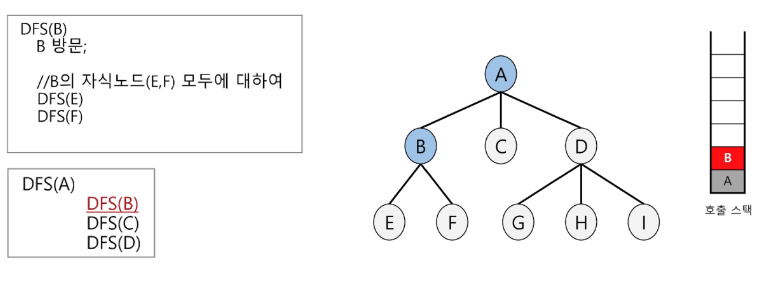 DFS(B)
B 방문;
//B의 자식노드(E,F) 모두에 대하여
DFS(E)
DFS(F)
DFS(A)
DFS(B)
DFS(C)
DFS(D)
A
B
C
D
E
F
G
H
I
B
A
호출 스택